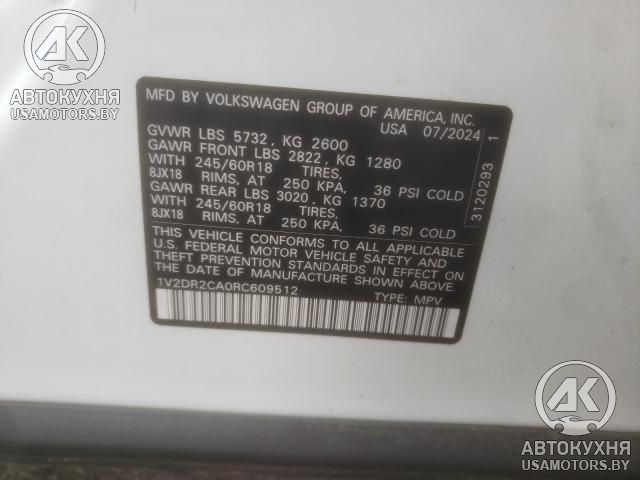 AK
АВТОКУХНЯ
USAMOTORS.BY
MFD BY VOLKSWAGEN GROUP OF AMERICA, INC.
USA 07/2024
GVWR LBS 5732, KG 2600
GAWR FRONT LBS 2822, KG 1280
WITH 245/60R18 TIRES,
8JX18 RIMS, AT 250 KPA, 36 PSI COLD
GAWR REAR LBS 3020, KG 1370
WITH 245/60R18 TIRES,
8JX18 RIMS, AT 250 KPA, 36 PSI COLD
THIS VEHICLE CONFORMS TO ALL APPLICABLE
U.S. FEDERAL MOTOR VEHICLE SAFETY AND
THEFT PREVENTION STANDARDS IN EFFECT ON
THE DATE OF MANUFACTURE SHOWN ABOVE.
1V2DR2CA0RC609512
TYPE: MPV
3120293 1
AK
АВТОКУХНЯ
USAMOTORS.BY